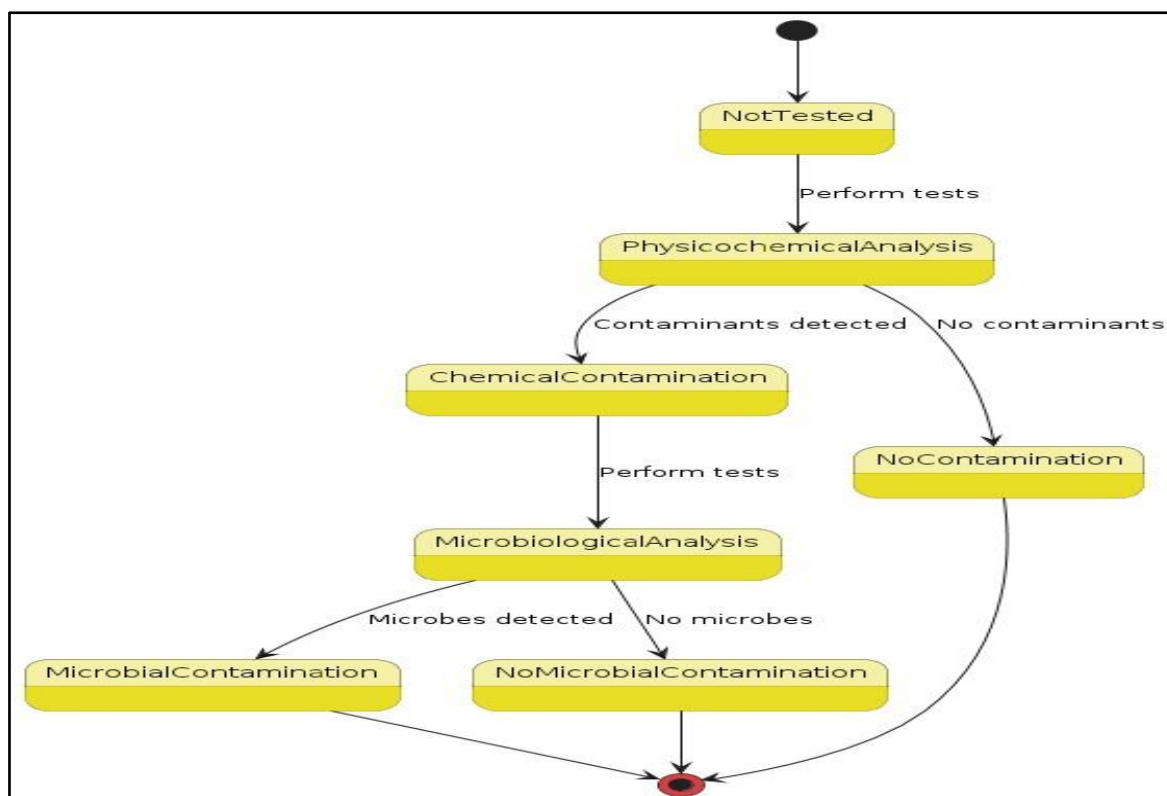 NotTested
Perform tests
PhysicochemicalAnalysis
Contaminants detected
No contaminants
ChemicalContamination
NoContamination
Perform tests
MicrobiologicalAnalysis
Microbes detected
No microbes
MicrobialContamination
NoMicrobialContamination